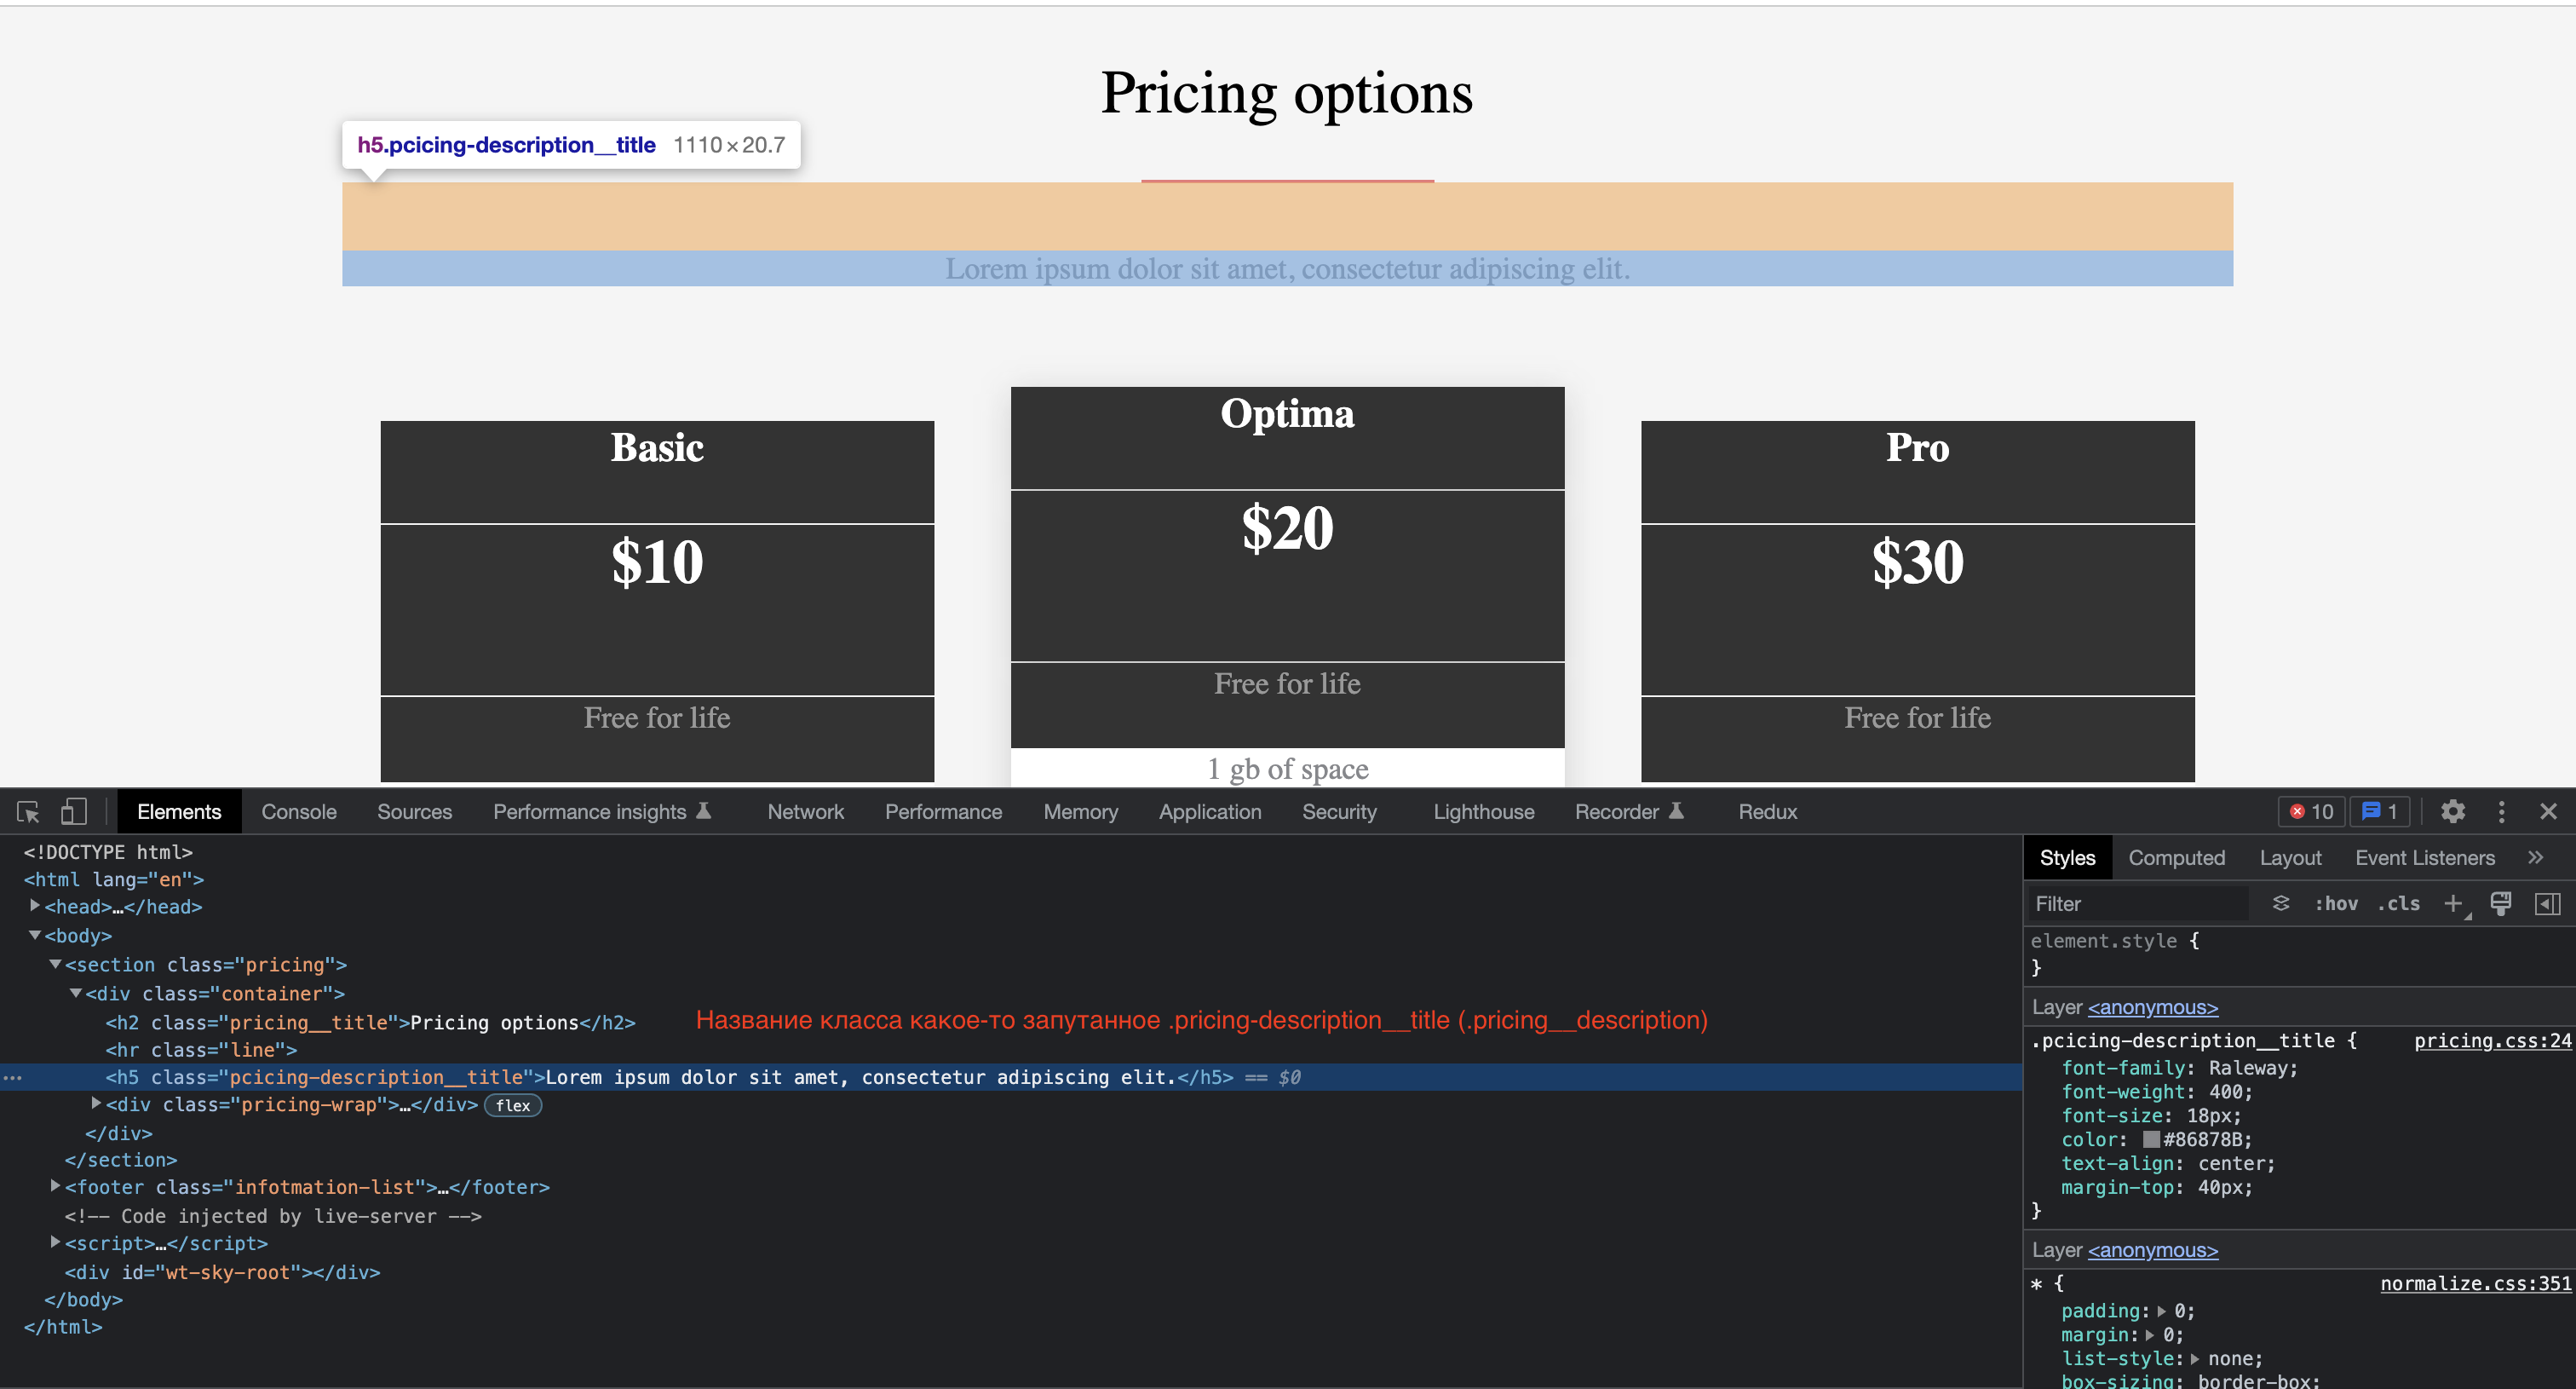 Pricing options
h5.pcicing-description__title 1110×20.7
Lorem ipsum dolor sit amet, consectetur adipiscing elit.
Basic
$10
Free for life
Optima
$20
Free for life
1 gb of space
Pro
$30
Free for life
Elements Console Sources Performance insights Network Performance Memory Application Security Lighthouse Recorder Redux 10 1
<!DOCTYPE html>
<html lang="en">
<head>…</head>
<body>
<section class="pricing">
<div class="container">
<h2 class="pricing__title">Pricing options</h2>
Название класса какое-то запутанное .pricing-description__title (.pricing__description)
<hr class="line">
<h5 class="pcicing-description__title">Lorem ipsum dolor sit amet, consectetur adipiscing elit.</h5> == $0
<div class="pricing-wrap">…</div> flex
</div>
</section>
<footer class="infotmation-list">…</footer>
<!-- Code injected by live-server -->
<script>…</script>
<div id="wt-sky-root"></div>
</body>
</html>
Styles Computed Layout Event Listeners »
Filter :hov .cls
element.style {
}
Layer <anonymous>
.pcicing-description__title { pricing.css:24
font-family: Raleway;
font-weight: 400;
font-size: 18px;
color: #86878B;
text-align: center;
margin-top: 40px;
}
Layer <anonymous>
* { normalize.css:351
padding: 0;
margin: 0;
list-style: none;
box-sizing: border-box;